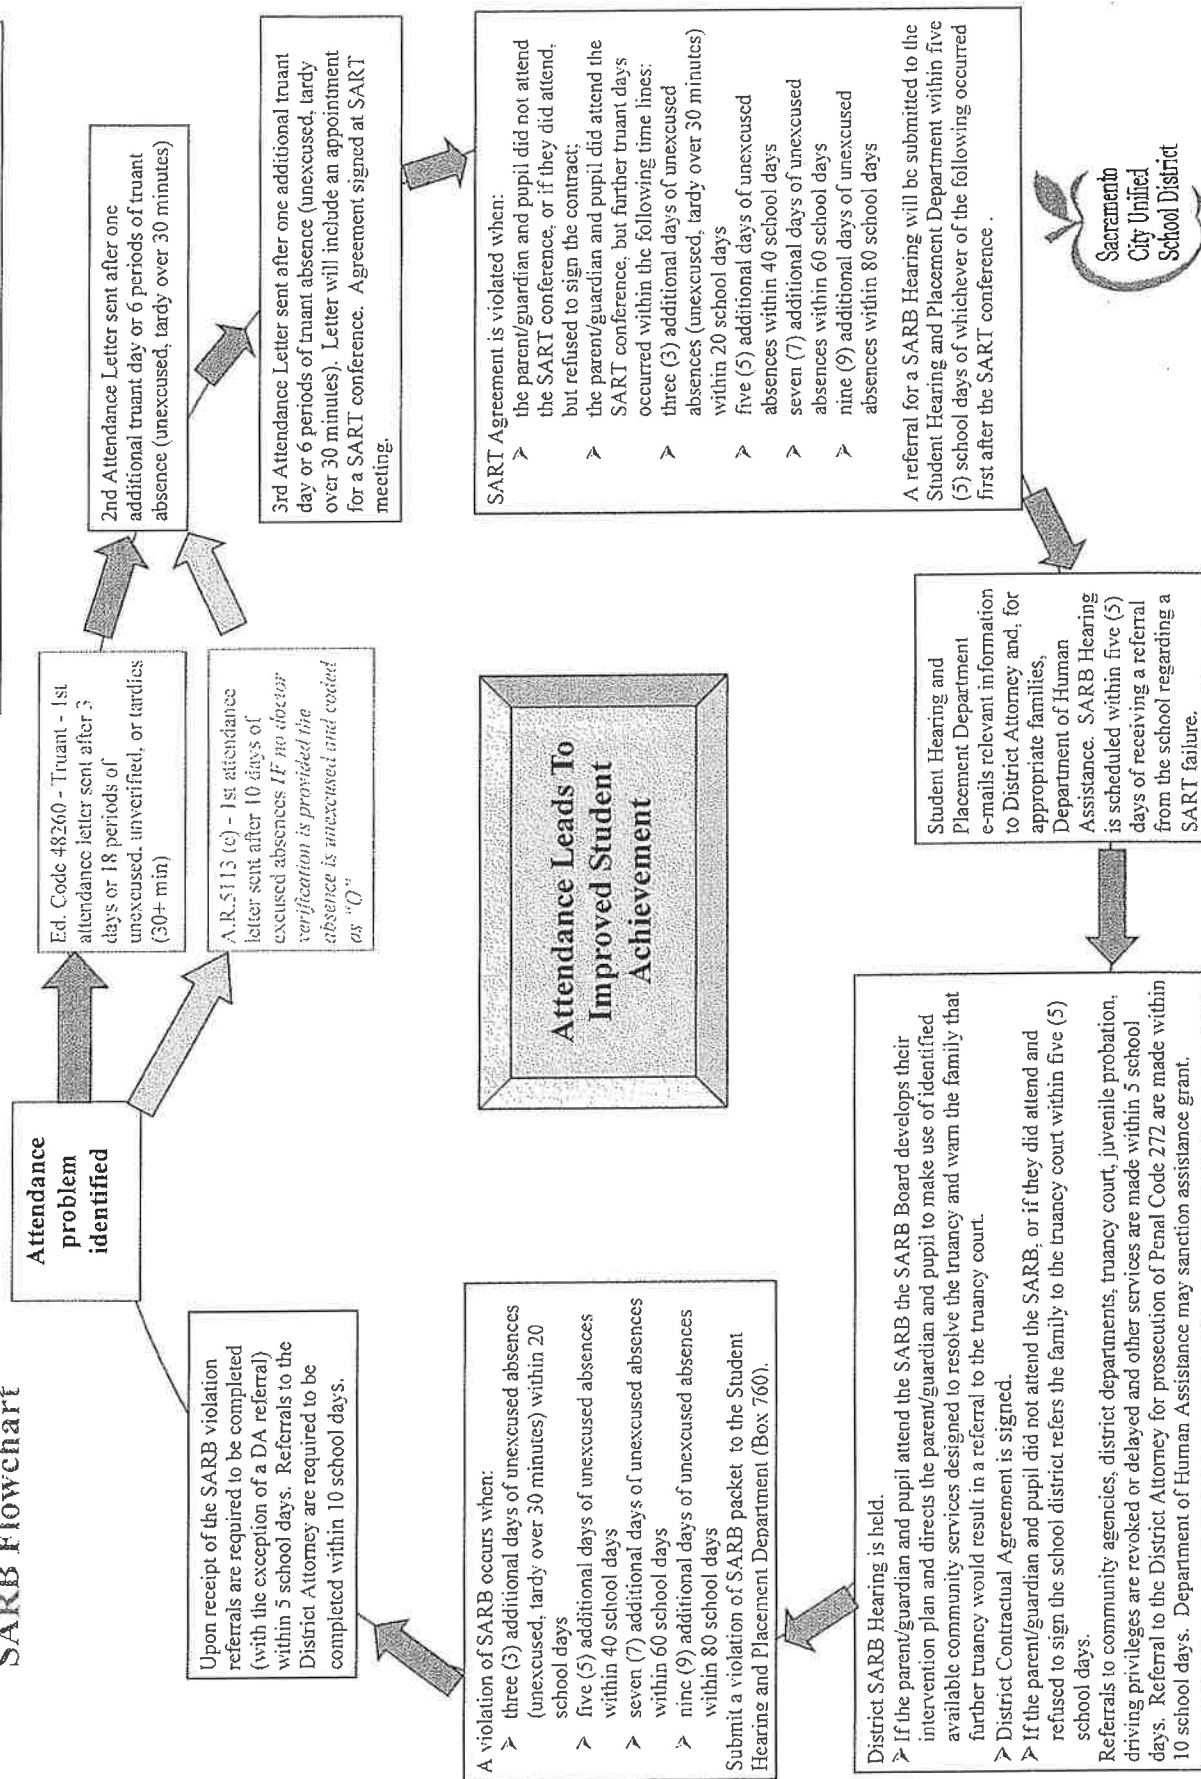 SARB Flowchart
Attendance
problem
identified
Ed. Code 48260 - Truant - 1st
attendance letter sent after 3
days or 18 periods of
unexcused, unverified, or tardies
(30+ min)
A.R.5113 (c) - 1st attendance
letter sent after 10 days of
excused absences IF no doctor
verification is provided the
absence is unexcused and coded
as "O"
2nd Attendance Letter sent after one
additional truant day or 6 periods of truant
absence (unexcused, tardy over 30 minutes)
3rd Attendance Letter sent after one additional truant
day or 6 periods of truant absence (unexcused, tardy
over 30 minutes). Letter will include an appointment
for a SART conference. Agreement signed at SART
meeting.
SART Agreement is violated when:
➢ the parent/guardian and pupil did not attend
the SART conference, or if they did attend,
but refused to sign the contract;
➢ the parent/guardian and pupil did attend the
SART conference, but further truant days
occurred within the following time lines:
➢ three (3) additional days of unexcused
absences (unexcused, tardy over 30 minutes)
within 20 school days
➢ five (5) additional days of unexcused
absences within 40 school days
➢ seven (7) additional days of unexcused
absences within 60 school days
➢ nine (9) additional days of unexcused
absences within 80 school days
A referral for a SARB Hearing will be submitted to the
Student Hearing and Placement Department within five
(5) school days of whichever of the following occurred
first after the SART conference .
Student Hearing and
Placement Department
e-mails relevant information
to District Attorney and, for
appropriate families,
Department of Human
Assistance. SARB Hearing
is scheduled within five (5)
days of receiving a referral
from the school regarding a
SART failure.
District SARB Hearing is held.
➢ If the parent/guardian and pupil attend the SARB the SARB Board develops their
intervention plan and directs the parent/guardian and pupil to make use of identified
available community services designed to resolve the truancy and warn the family that
further truancy would result in a referral to the truancy court.
➢ District Contractual Agreement is signed.
➢ If the parent/guardian and pupil did not attend the SARB, or if they did attend and
refused to sign the school district refers the family to the truancy court within five (5)
school days.
Referrals to community agencies, district departments, truancy court, juvenile probation,
driving privileges are revoked or delayed and other services are made within 5 school
days. Referral to the District Attorney for prosecution of Penal Code 272 are made within
10 school days. Department of Human Assistance may sanction assistance grant.
A violation of SARB occurs when:
➢ three (3) additional days of unexcused absences
(unexcused, tardy over 30 minutes) within 20
school days
➢ five (5) additional days of unexcused absences
within 40 school days
➢ seven (7) additional days of unexcused absences
within 60 school days
➢ nine (9) additional days of unexcused absences
within 80 school days
Submit a violation of SARB packet to the Student
Hearing and Placement Department (Box 760).
Upon receipt of the SARB violation
referrals are required to be completed
(with the exception of a DA referral)
within 5 school days. Referrals to the
District Attorney are required to be
completed within 10 school days.
Attendance Leads To
Improved Student
Achievement
Sacramento
City Unified
School District